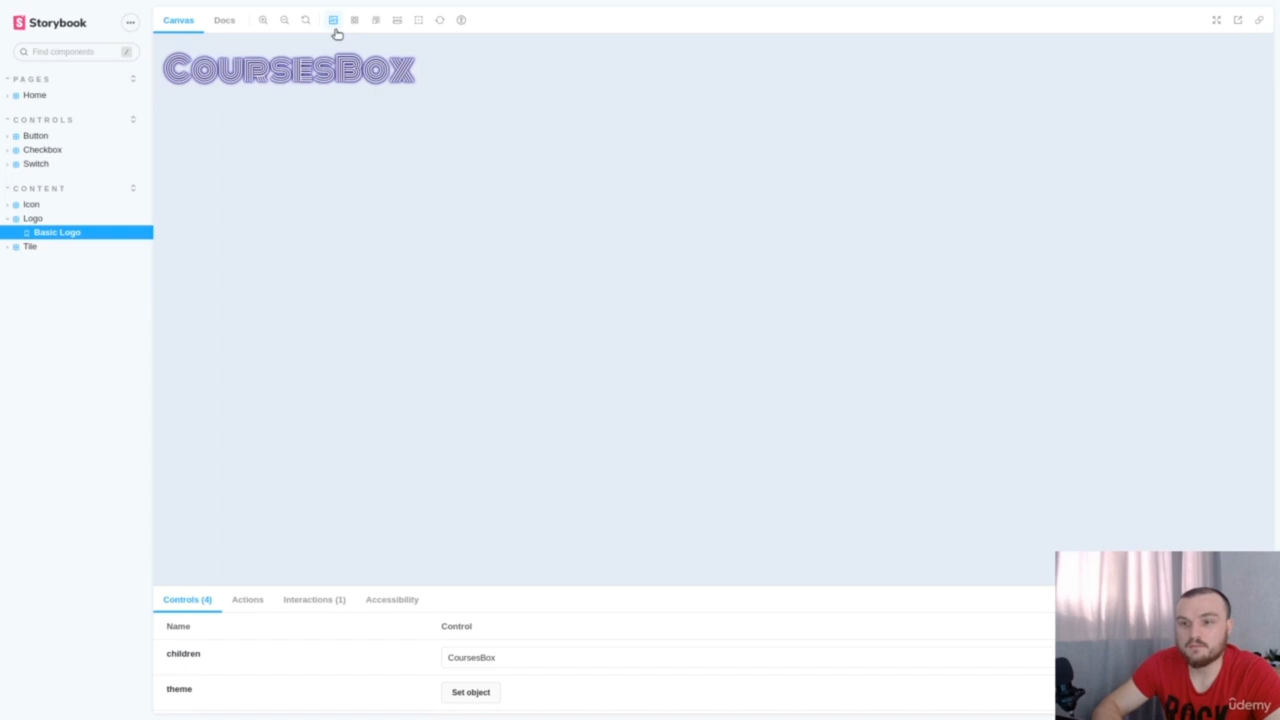 Storybook
Canvas
Docs
Find components
/
PAGES
Home
CONTROLS
Button
Checkbox
Switch
CONTENT
Icon
Logo
Basic Logo
Tile
CoursesBox
Controls (4)
Actions
Interactions (1)
Accessibility
Name
Control
children
CoursesBox
theme
Set object
ROCK
ûdemy